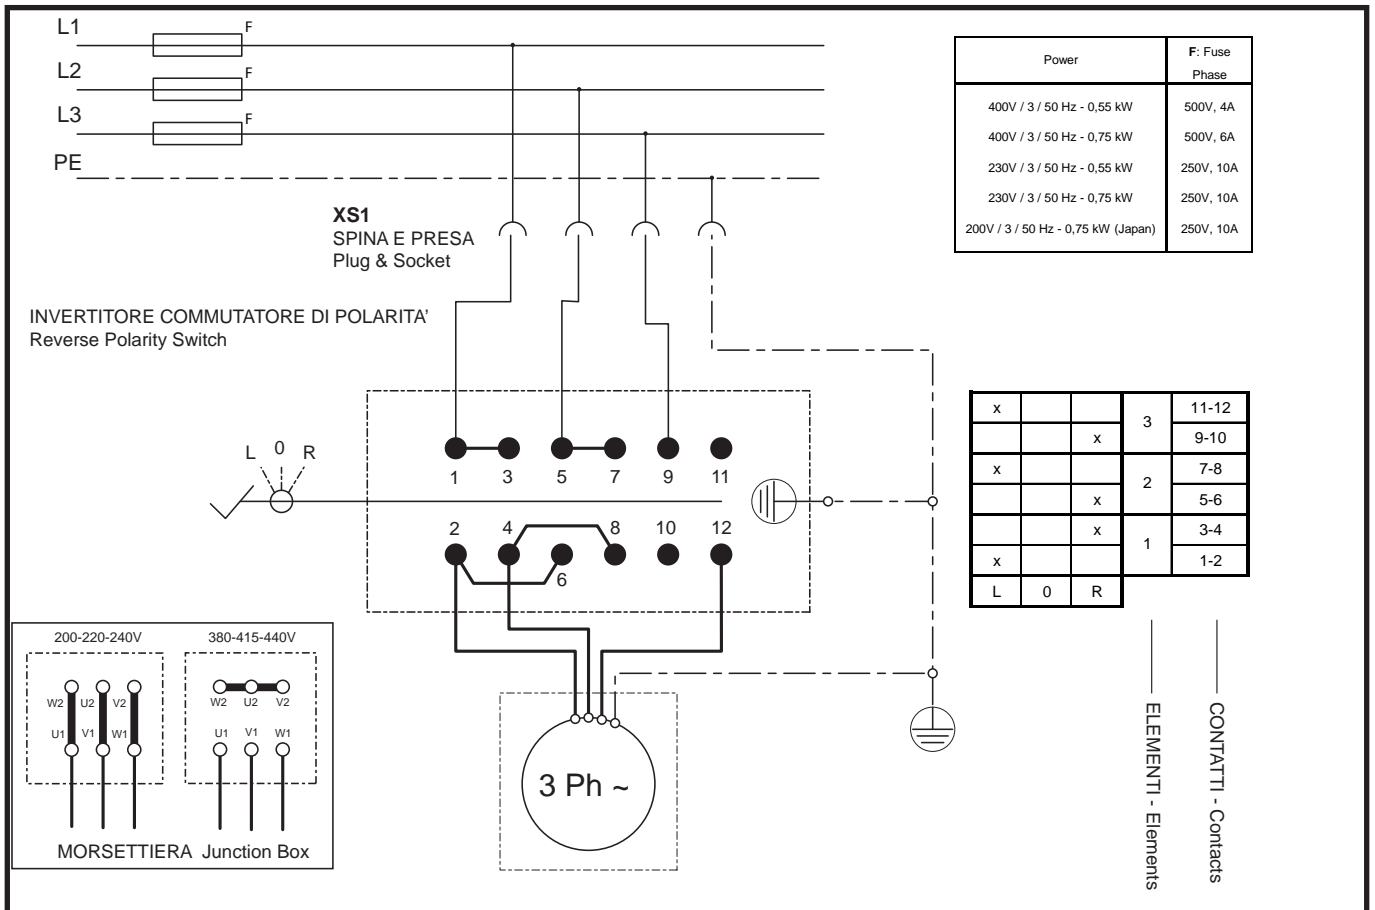 L1
F
L2
F
L3
F
PE
XS1
SPINA E PRESA
Plug & Socket
INVERTITORE COMMUTATORE DI POLARITA'
Reverse Polarity Switch
Power
F: Fuse
Phase
400V / 3 / 50 Hz - 0,55 kW 500V, 4A
400V / 3 / 50 Hz - 0,75 kW 500V, 6A
230V / 3 / 50 Hz - 0,55 kW 250V, 10A
230V / 3 / 50 Hz - 0,75 kW 250V, 10A
200V / 3 / 50 Hz - 0,75 kW (Japan) 250V, 10A
L 0 R
1 3 5 7 9 11
2 4 8 10 12
6
x 3 11-12
x 9-10
x 2 7-8
x 5-6
x 1 3-4
x 1-2
L 0 R
ELEMENTI - Elements
CONTATTI - Contacts
3 Ph ~
200-220-240V
W2 U2 V2
U1 V1 W1
380-415-440V
W2 U2 V2
U1 V1 W1
MORSETTIERA Junction Box